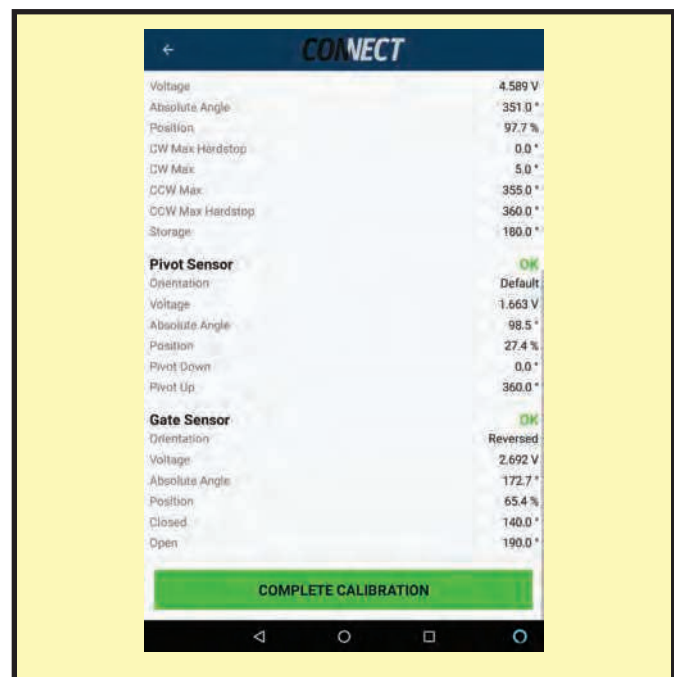 CONNECT
Voltage 4.589 V
Absolute Angle 351.0 °
Position 97.7 %
CW Max Hardstop 0.0 °
CW Max 5.0 °
CCW Max 355.0 °
CCW Max Hardstop 360.0 °
Storage 180.0 °
Pivot Sensor OK
Orientation Default
Voltage 1.663 V
Absolute Angle 98.5 °
Position 27.4 %
Pivot Down 0.0 °
Pivot Up 360.0 °
Gate Sensor OK
Orientation Reversed
Voltage 2.692 V
Absolute Angle 172.7 °
Position 65.4 %
Closed 140.0 °
Open 190.0 °
COMPLETE CALIBRATION